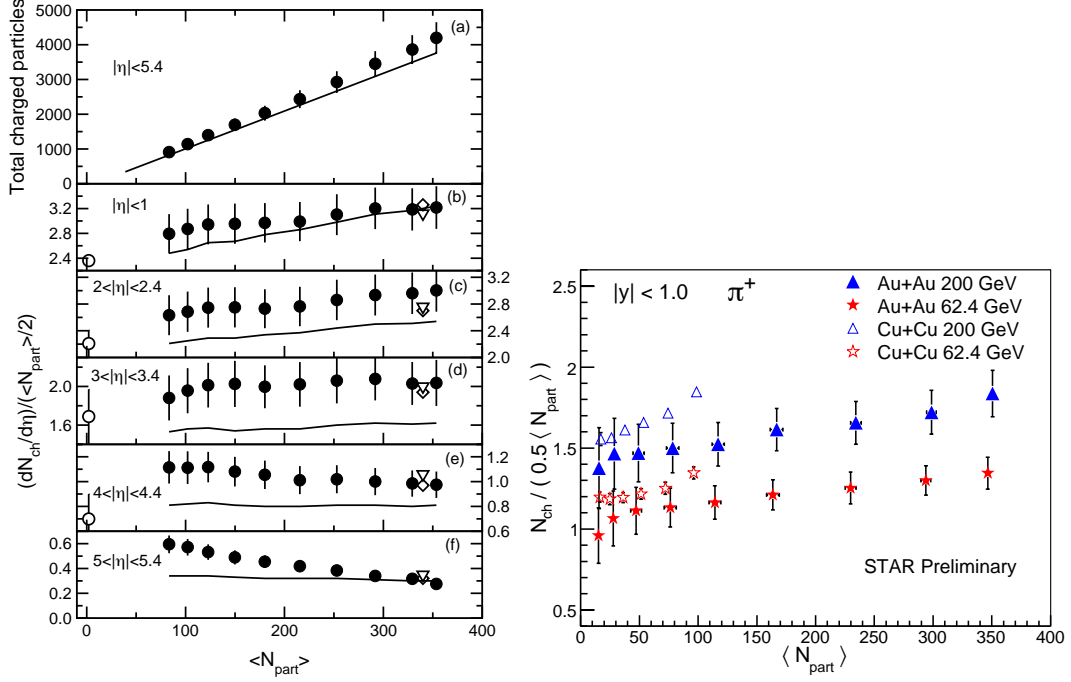 5000
4000
3000
2000
1000
0
Total charged particles
|η|<5.4
(a)
3.2
2.8
2.4
|η|<1
(b)
2<|η|<2.4
(c)
3.2
2.8
2.4
2.0
(dN_ch/dη)/(<N_part>/2)
2.0
1.6
3<|η|<3.4
(d)
4<|η|<4.4
(e)
1.2
1.0
0.8
0.6
0.6
0.4
0.2
0.0
5<|η|<5.4
(f)
0 100 200 300 400
<N_part>
2.5
2
1.5
1
0.5
N_ch / (0.5 ⟨ N_part ⟩ )
|y| < 1.0 π⁺
Au+Au 200 GeV
Au+Au 62.4 GeV
Cu+Cu 200 GeV
Cu+Cu 62.4 GeV
STAR Preliminary
0 50 100 150 200 250 300 350 400
⟨ N_part ⟩